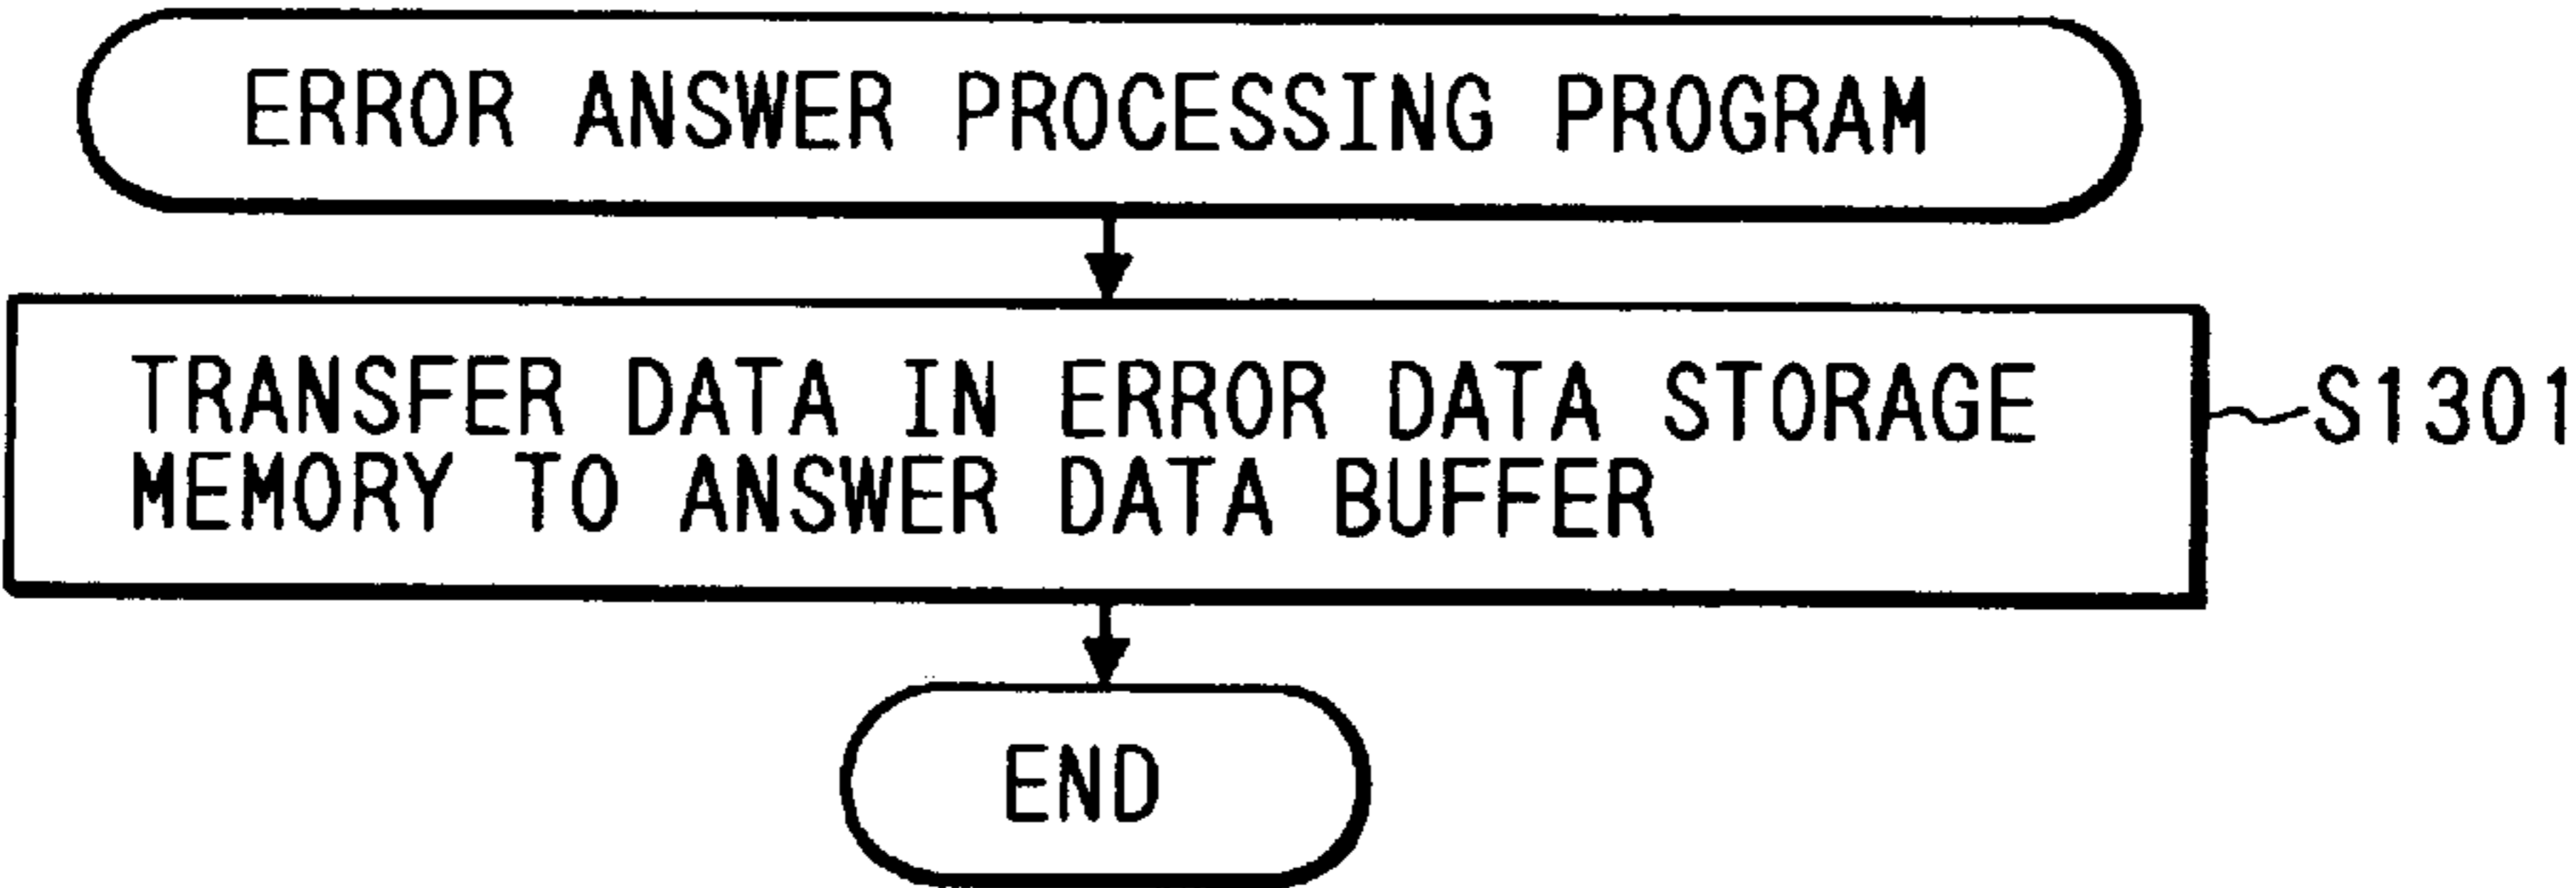 ERROR ANSWER PROCESSING PROGRAM
TRANSFER DATA IN ERROR DATA STORAGE
MEMORY TO ANSWER DATA BUFFER
S1301
END